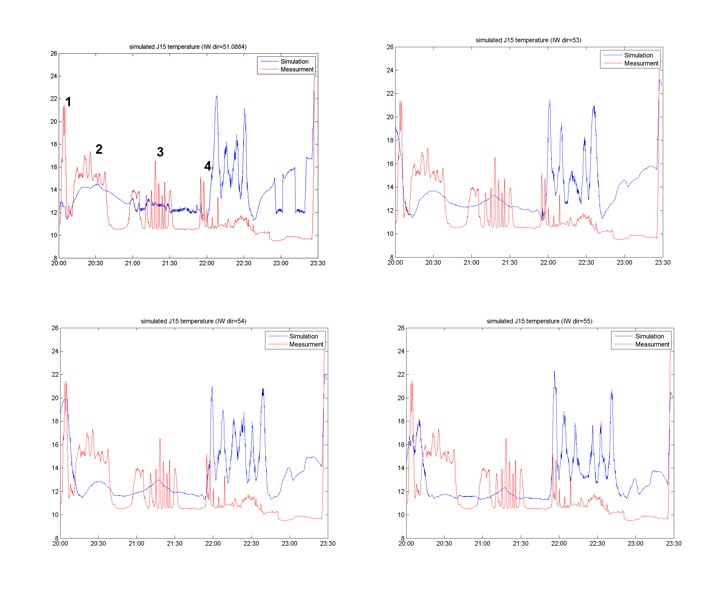 simulated J15 temperature (IW dir=51.0884)
26
24
22
20
18
16
14
12
10
8
20:00 20:30 21:00 21:30 22:00 22:30 23:00 23:30
Simulation
Measurment
1
2
3
4
simulated J15 temperature (IW dir=53)
26
24
22
20
18
16
14
12
10
8
20:00 20:30 21:00 21:30 22:00 22:30 23:00 23:30
Simulation
Measurment
simulated J15 temperature (IW dir=54)
26
24
22
20
18
16
14
12
10
8
20:00 20:30 21:00 21:30 22:00 22:30 23:00 23:30
Simulation
Measurment
simulated J15 temperature (IW dir=55)
26
24
22
20
18
16
14
12
10
8
20:00 20:30 21:00 21:30 22:00 22:30 23:00 23:30
Simulation
Measurment